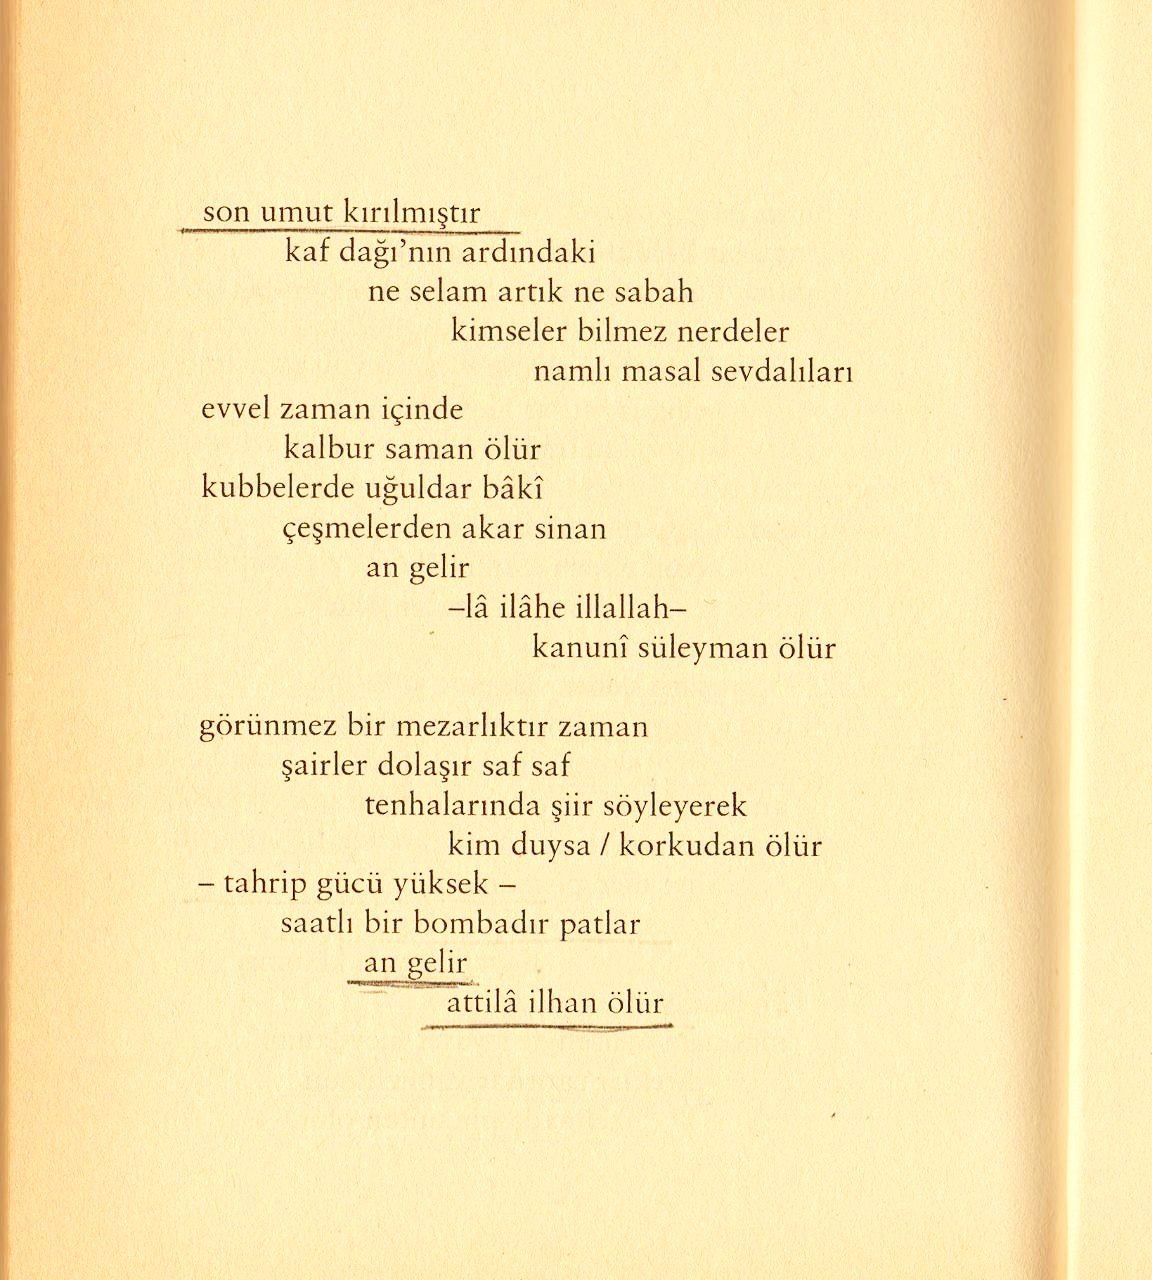 son umut kırılmıştır
kaf dağı’nın ardındaki
ne selam artık ne sabah
kimseler bilmez nerdeler
namlı masal sevdalıları
evvel zaman içinde
kalbur saman ölür
kubbelerde uğuldar bâkî
çeşmelerden akar sinan
an gelir
–lâ ilâhe illallah–
kanunî süleyman ölür
görünmez bir mezarlıktır zaman
şairler dolaşır saf saf
tenhalarında şiir söyleyerek
kim duysa / korkudan ölür
– tahrip gücü yüksek –
saatlı bir bombadır patlar
an gelir
attilâ ilhan ölür